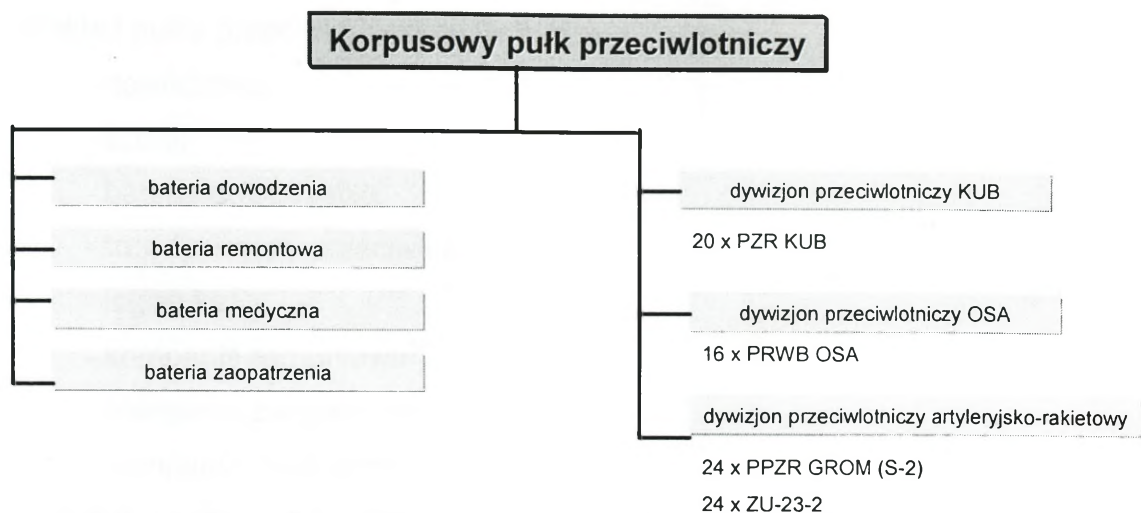 Korpusowy pułk przeciwlotniczy
bateria dowodzenia
bateria remontowa
bateria medyczna
bateria zaopatrzenia
dywizjon przeciwlotniczy KUB
20 x PZR KUB
dywizjon przeciwlotniczy OSA
16 x PRWB OSA
dywizjon przeciwlotniczy artyleryjsko-rakietowy
24 x PPZR GROM (S-2)
24 x ZU-23-2